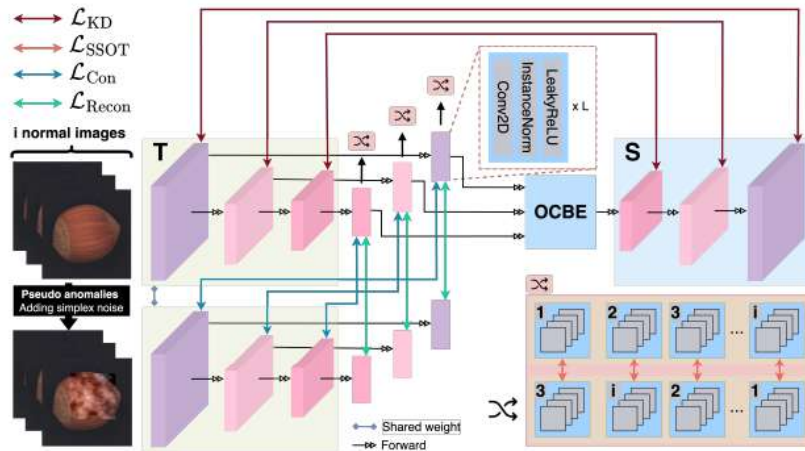 ℒKD
ℒSSOT
ℒCon
ℒRecon
i normal images
T
Conv2D
InstanceNorm
LeakyReLU
x L
S
OCBE
Pseudo anomalies
Adding simplex noise
1 2 3 ... i
3 i 2 ... 1
Shared weight
Forward